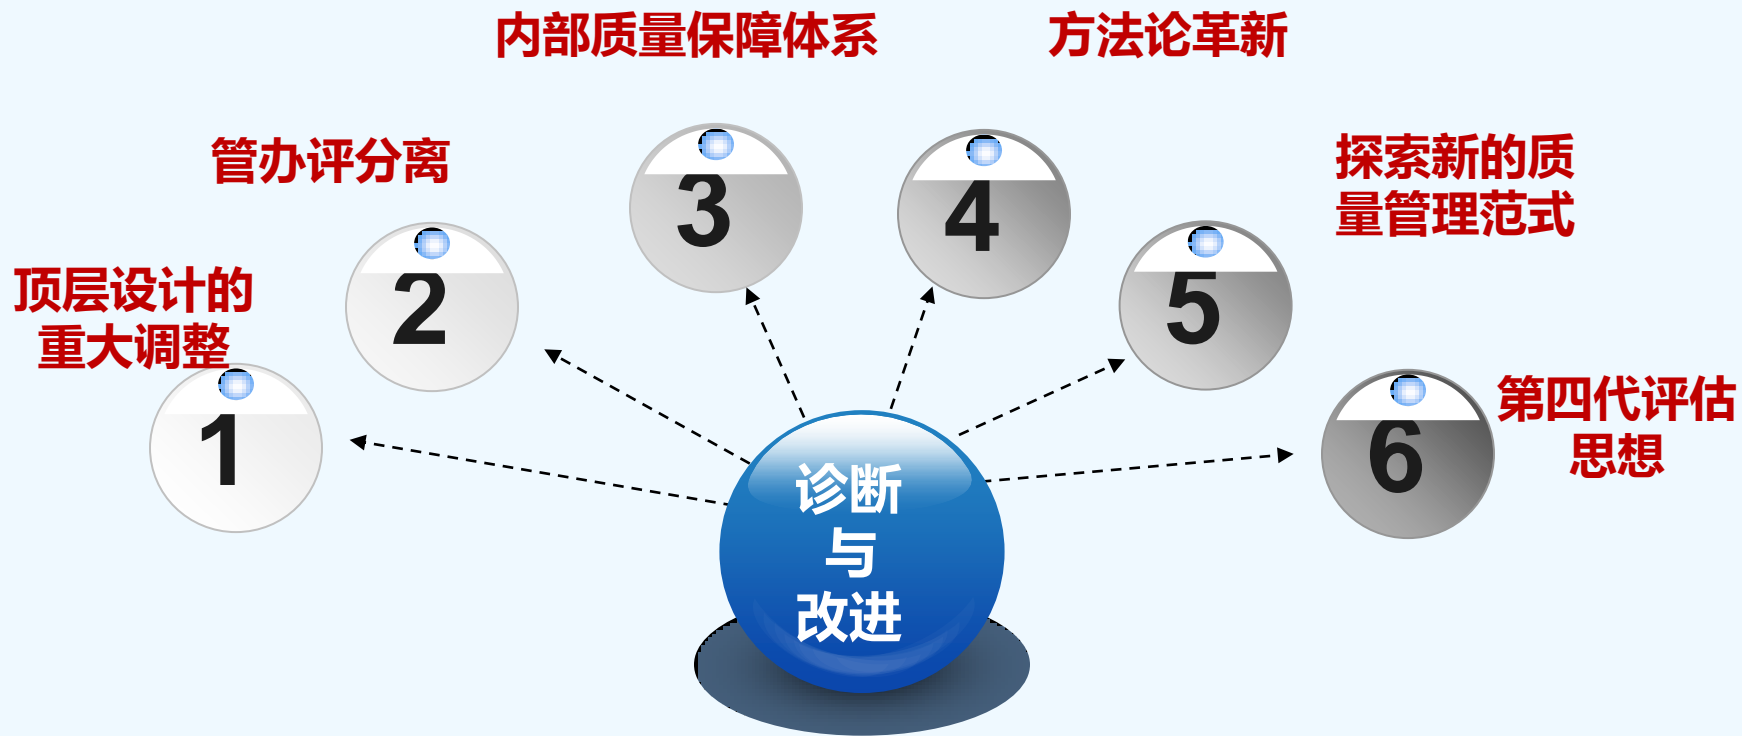 内部质量保障体系
方法论革新
管办评分离
探索新的质
量管理范式
顶层设计的
重大调整
第四代评估
思想
1
2
3
4
5
6
诊断
与
改进